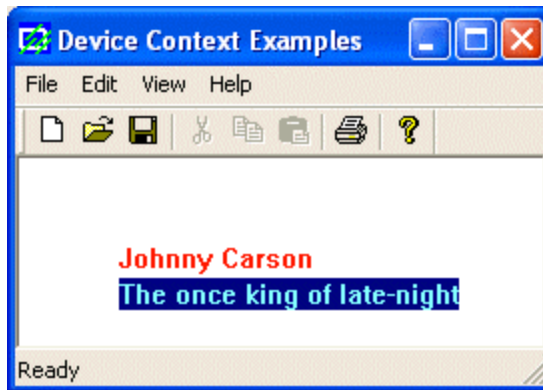 Device Context Examples
File Edit View Help
Johnny Carson
The once king of late-night
Ready